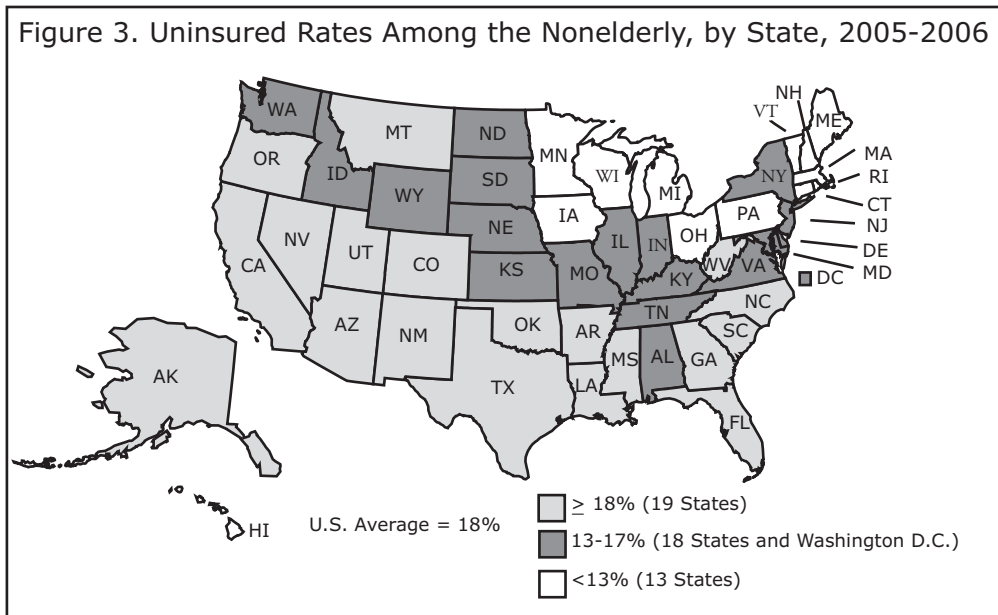 Figure 3. Uninsured Rates Among the Nonelderly, by State, 2005-2006
NH
VT
ME
WA
MT
ND
MN
OR
ID
SD
WI
MI
NY
MA
RI
CT
WY
IA
PA
NJ
NE
IL
IN
OH
DE
MD
NV
UT
CO
KS
MO
WV
VA
DC
CA
KY
NC
TN
AZ
NM
OK
AR
SC
MS
AL
GA
AK
TX
LA
FL
HI
U.S. Average = 18%
≥ 18% (19 States)
13-17% (18 States and Washington D.C.)
<13% (13 States)